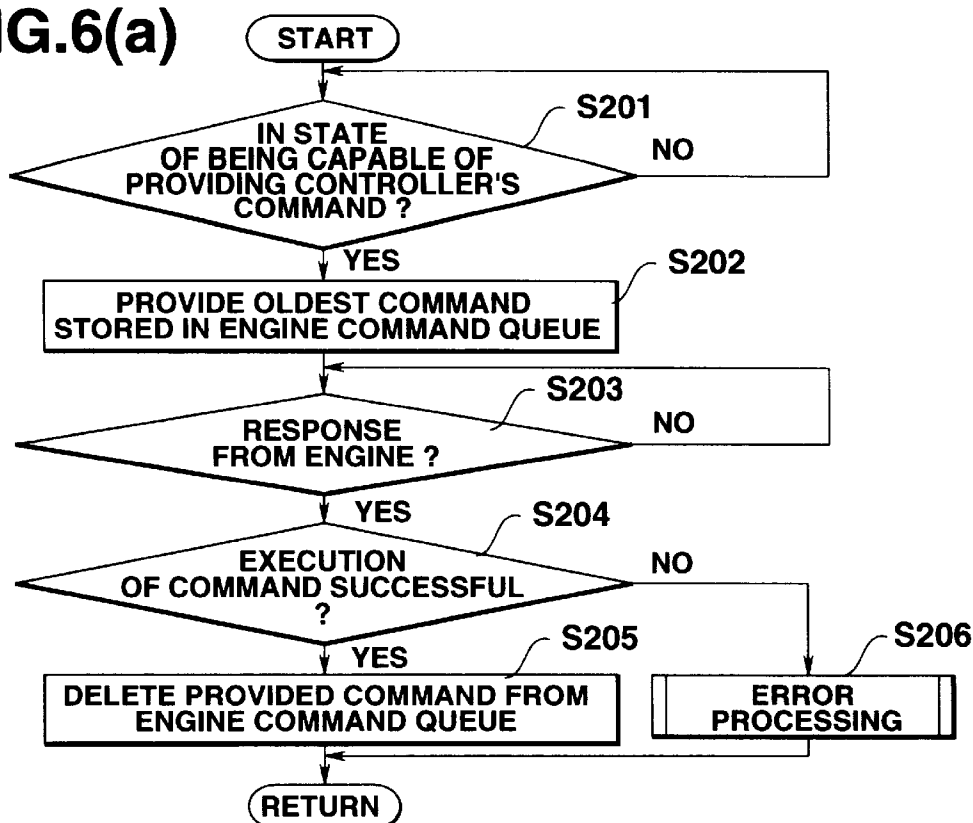 IG.6(a)
START
S201
IN STATE
OF BEING CAPABLE OF
PROVIDING CONTROLLER'S
COMMAND ?
NO
YES
S202
PROVIDE OLDEST COMMAND
STORED IN ENGINE COMMAND QUEUE
S203
RESPONSE
FROM ENGINE ?
NO
YES
S204
EXECUTION
OF COMMAND SUCCESSFUL
?
NO
YES
S205
DELETE PROVIDED COMMAND FROM
ENGINE COMMAND QUEUE
S206
ERROR
PROCESSING
RETURN